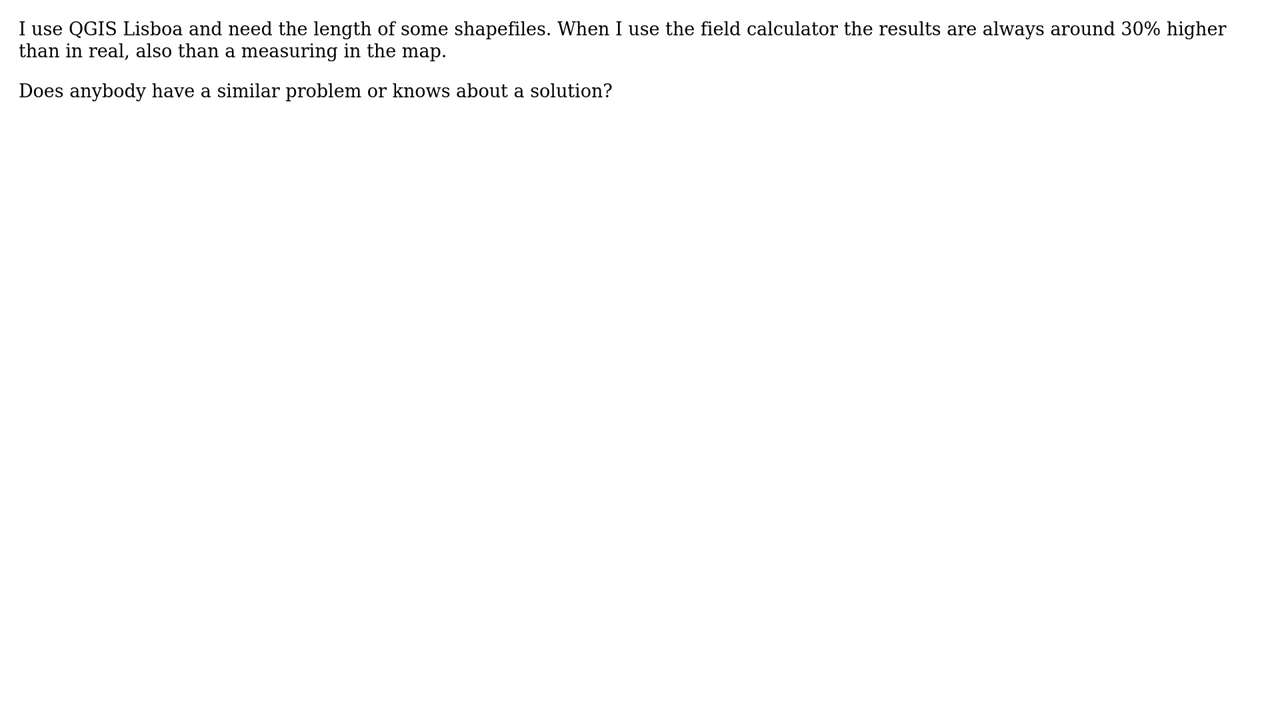 I use QGIS Lisboa and need the length of some shapefiles. When I use the field calculator the results are always around 30% higher
than in real, also than a measuring in the map.
Does anybody have a similar problem or knows about a solution?